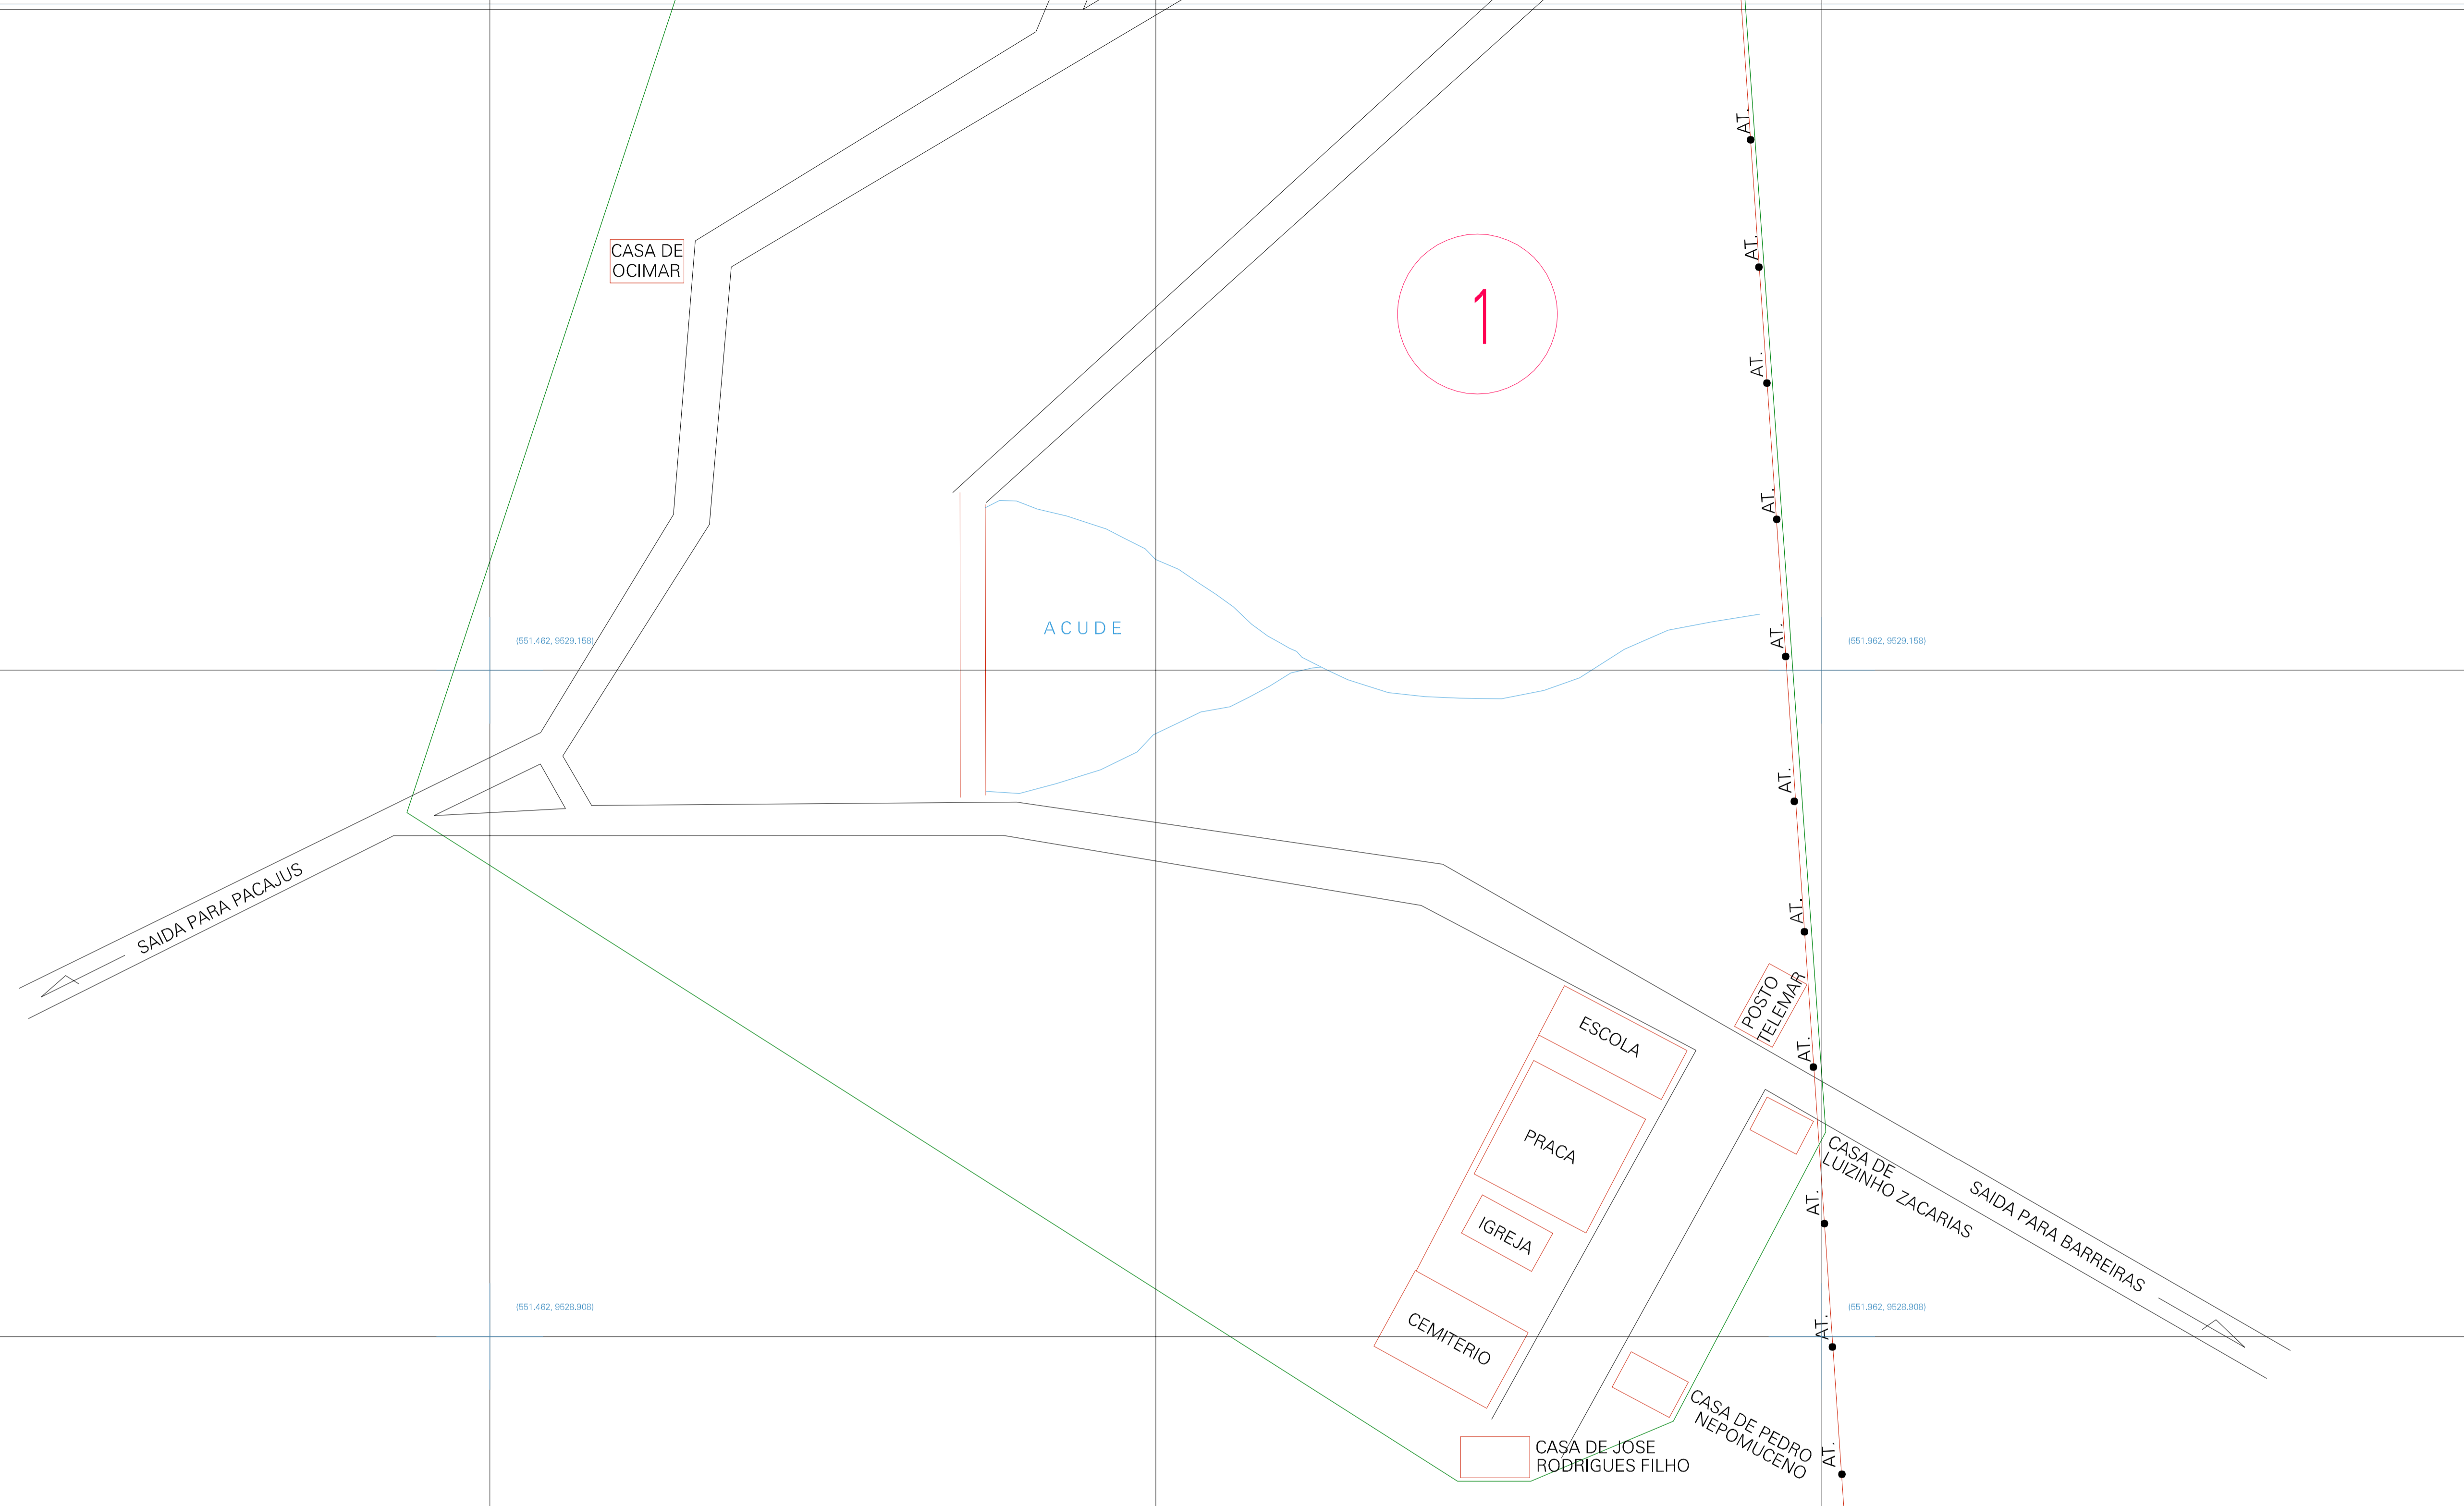 AT.
AT.
CASA DE
OCIMAR
1
AT.
AT.
A C U D E
(551.462, 9529.158)
AT.
(551.962, 9529.158)
AT.
SAIDA PARA PACAJUS
AT.
POSTO
TELEMAR
ESCOLA
AT.
PRACA
CASA DE
LUIZINHO ZACARIAS
AT.
IGREJA
SAIDA PARA BARREIRAS
(551.462, 9528.908)
(551.962, 9528.908)
CEMITERIO
AT.
CASA DE PEDRO
NEPOMUCENO
AT.
CASA DE JOSE
RODRIGUES FILHO